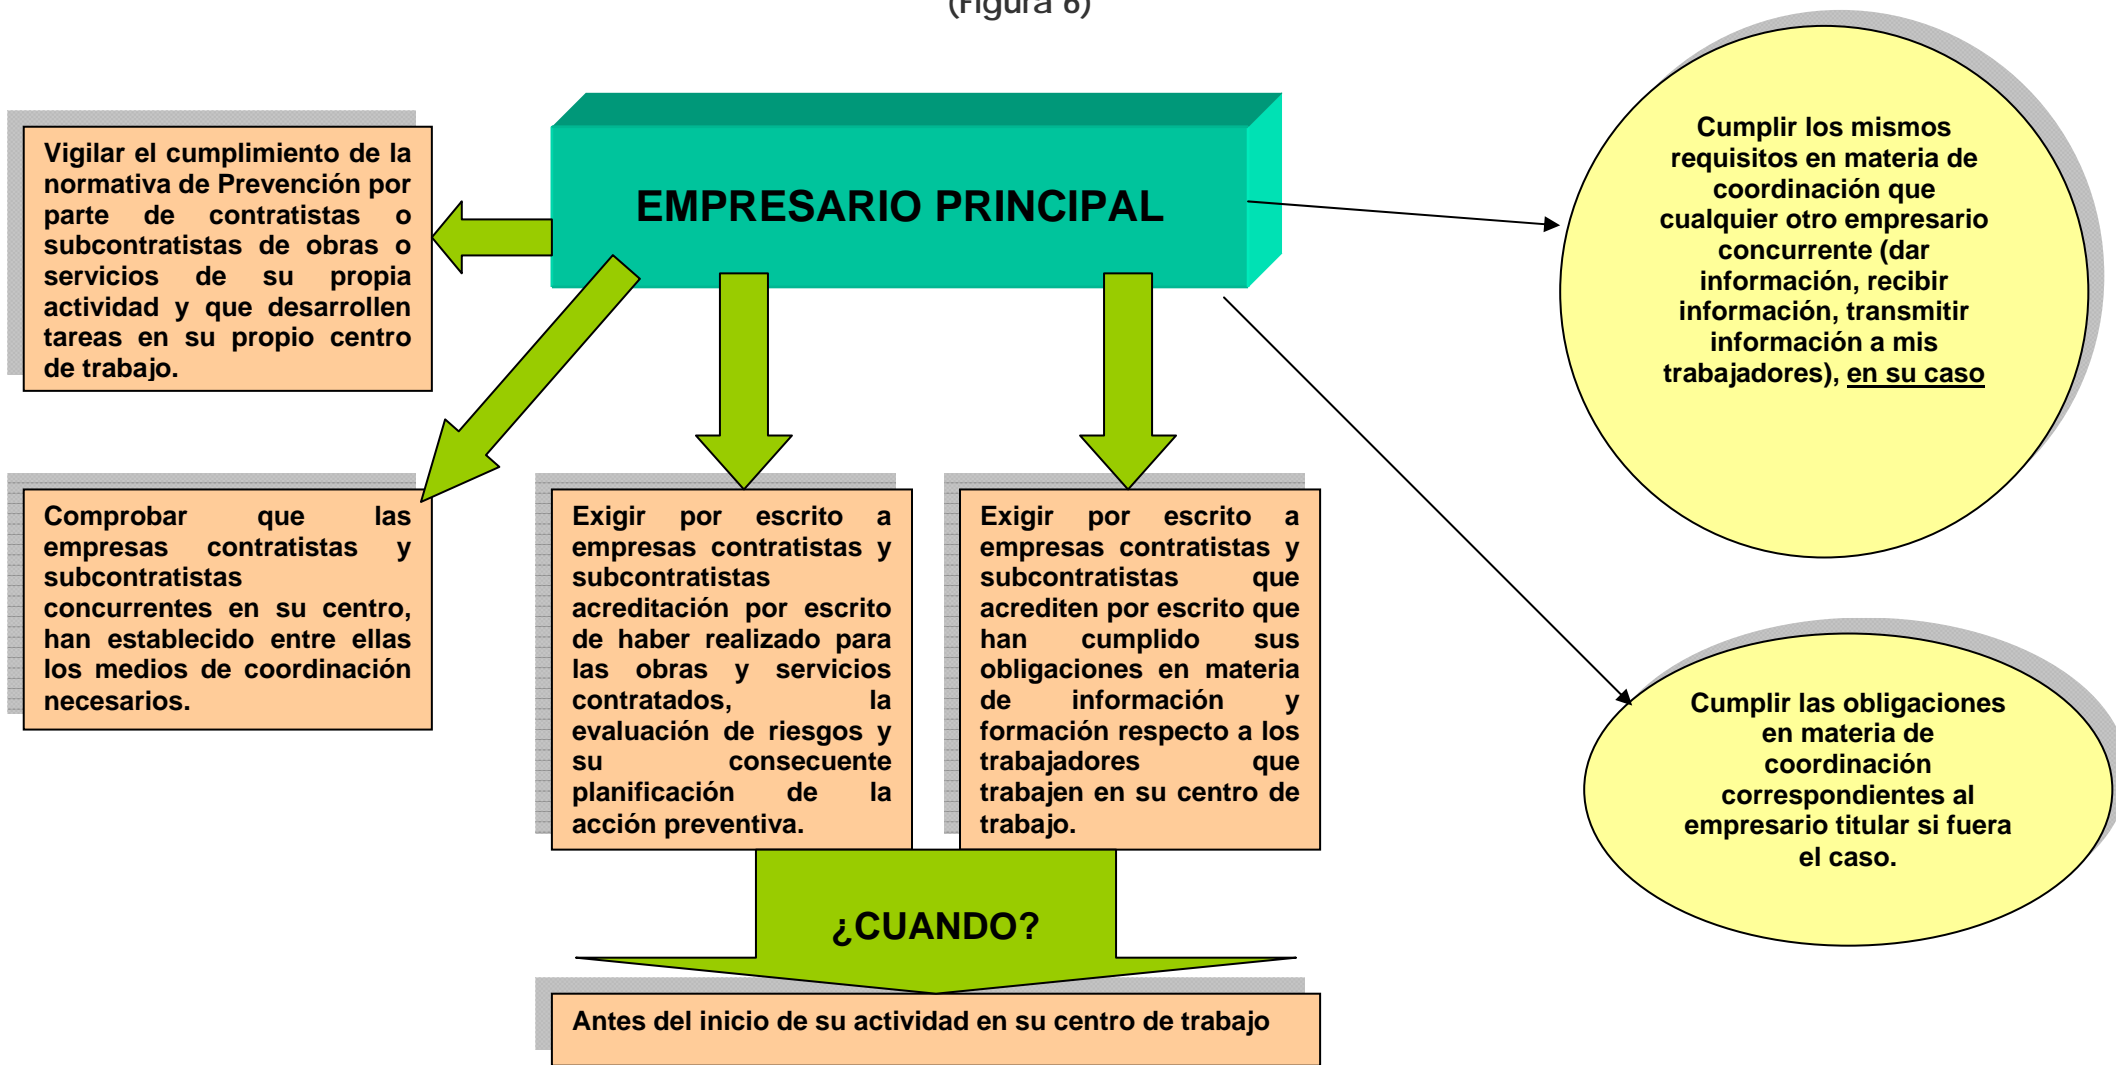 (Figura 6)
EMPRESARIO PRINCIPAL
Vigilar el cumplimiento de la
normativa de Prevención por
parte de contratistas o
subcontratistas de obras o
servicios de su propia
actividad y que desarrollen
tareas en su propio centro
de trabajo.
Comprobar que las
empresas contratistas y
subcontratistas
concurrentes en su centro,
han establecido entre ellas
los medios de coordinación
necesarios.
Exigir por escrito a
empresas contratistas y
subcontratistas
acreditación por escrito
de haber realizado para
las obras y servicios
contratados, la
evaluación de riesgos y
su consecuente
planificación de la
acción preventiva.
Exigir por escrito a
empresas contratistas y
subcontratistas que
acrediten por escrito que
han cumplido sus
obligaciones en materia
de información y
formación respecto a los
trabajadores que
trabajen en su centro de
trabajo.
¿CUANDO?
Antes del inicio de su actividad en su centro de trabajo
Cumplir los mismos
requisitos en materia de
coordinación que
cualquier otro empresario
concurrente (dar
información, recibir
información, transmitir
información a mis
trabajadores), en su caso
Cumplir las obligaciones
en materia de
coordinación
correspondientes al
empresario titular si fuera
el caso.